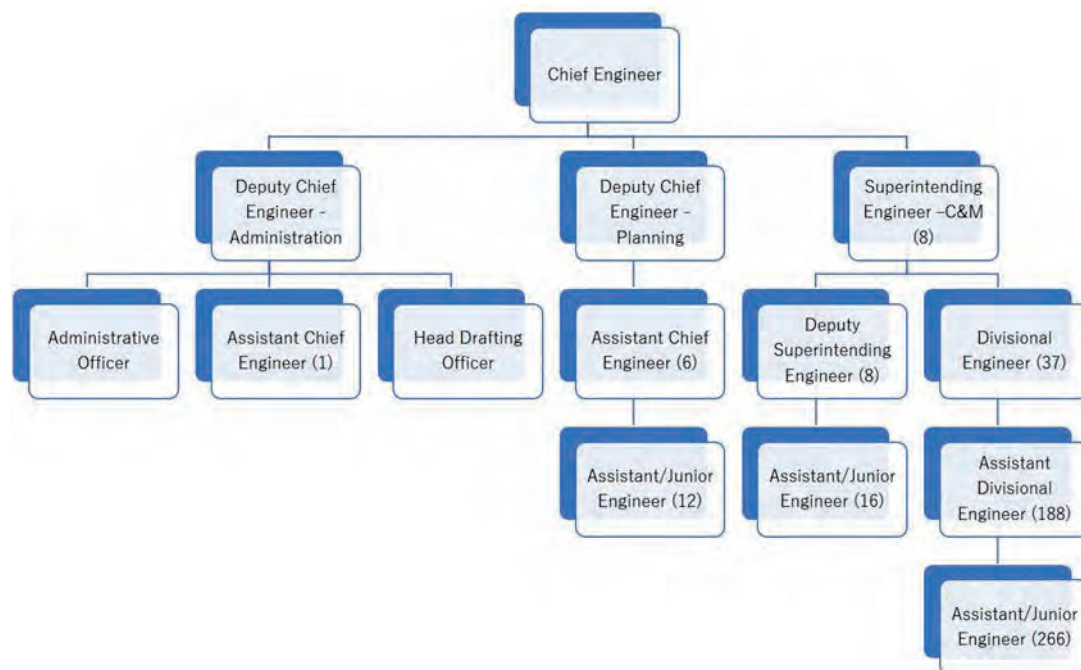 Chief Engineer
Deputy Chief
Engineer -
Administration
Deputy Chief
Engineer -
Planning
Superintending
Engineer –C&M
(8)
Administrative
Officer
Assistant Chief
Engineer (1)
Head Drafting
Officer
Assistant Chief
Engineer (6)
Deputy
Superintending
Engineer (8)
Divisional
Engineer (37)
Assistant/Junior
Engineer (12)
Assistant/Junior
Engineer (16)
Assistant
Divisional
Engineer (188)
Assistant/Junior
Engineer (266)